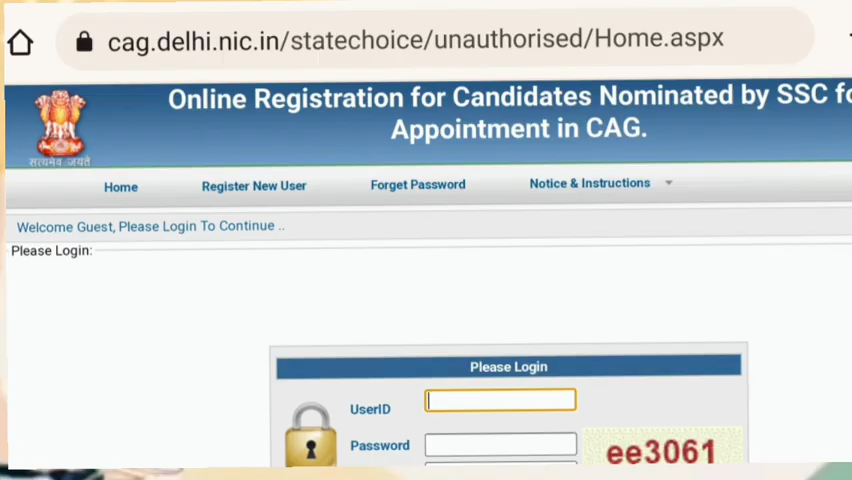 cag.delhi.nic.in/statechoice/unauthorised/Home.aspx
Online Registration for Candidates Nominated by SSC fo
Appointment in CAG.
सत्यमेव जयते
Home Register New User Forget Password Notice & Instructions
Welcome Guest, Please Login To Continue ..
Please Login:
Please Login
UserID
Password
ee3061